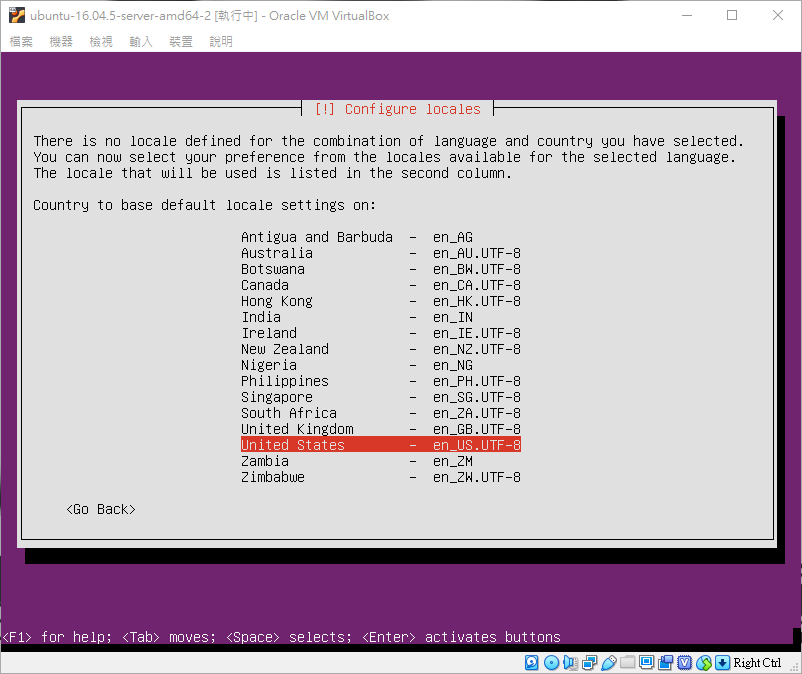 ubuntu-16.04.5-server-amd64-2 [執行中] - Oracle VM VirtualBox
檔案 機器 檢視 輸入 裝置 說明
[!] Configure locales
There is no locale defined for the combination of language and country you have selected.
You can now select your preference from the locales available for the selected language.
The locale that will be used is listed in the second column.
Country to base default locale settings on:
Antigua and Barbuda - en_AG
Australia - en_AU.UTF-8
Botswana - en_BW.UTF-8
Canada - en_CA.UTF-8
Hong Kong - en_HK.UTF-8
India - en_IN
Ireland - en_IE.UTF-8
New Zealand - en_NZ.UTF-8
Nigeria - en_NG
Philippines - en_PH.UTF-8
Singapore - en_SG.UTF-8
South Africa - en_ZA.UTF-8
United Kingdom - en_GB.UTF-8
United States - en_US.UTF-8
Zambia - en_ZM
Zimbabwe - en_ZW.UTF-8
<Go Back>
<F1> for help; <Tab> moves; <Space> selects; <Enter> activates buttons
Right Ctrl